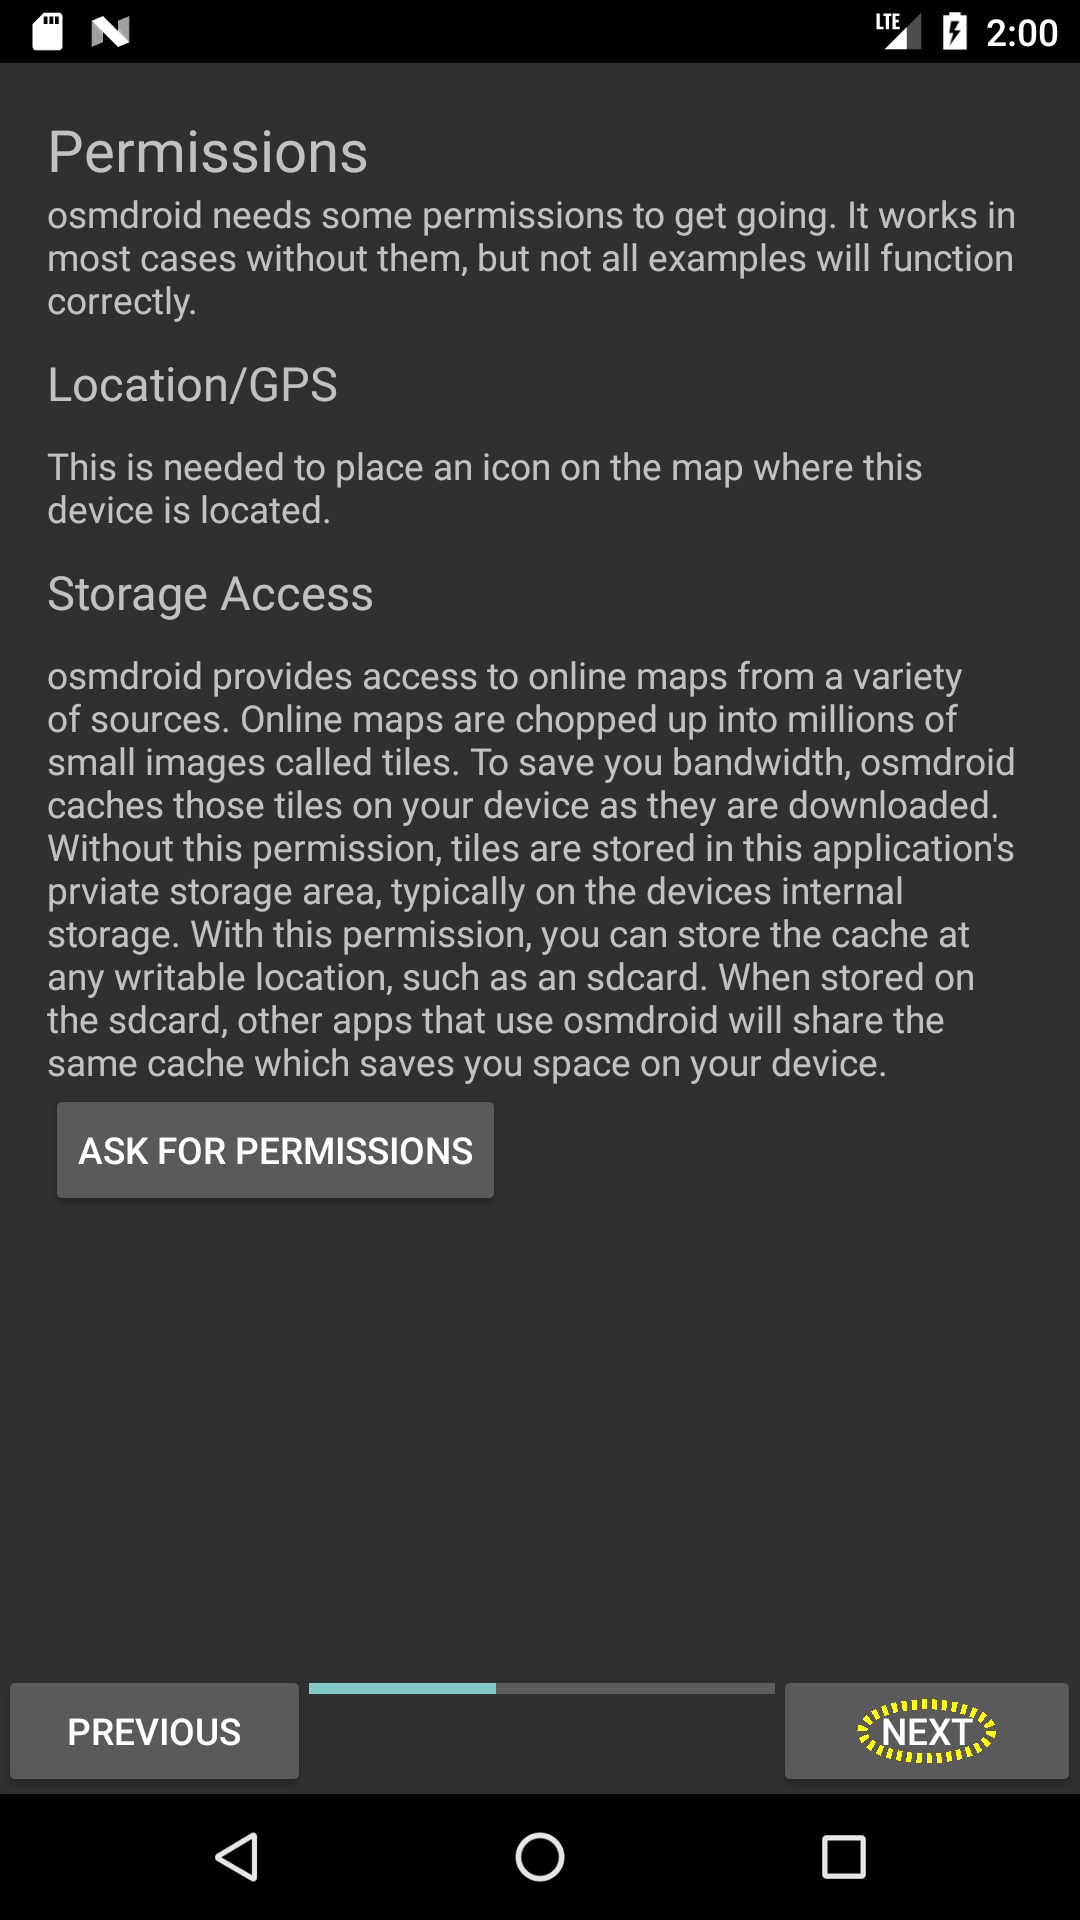 LTE 2:00
Permissions
osmdroid needs some permissions to get going. It works in
most cases without them, but not all examples will function
correctly.
Location/GPS
This is needed to place an icon on the map where this
device is located.
Storage Access
osmdroid provides access to online maps from a variety
of sources. Online maps are chopped up into millions of
small images called tiles. To save you bandwidth, osmdroid
caches those tiles on your device as they are downloaded.
Without this permission, tiles are stored in this application's
prviate storage area, typically on the devices internal
storage. With this permission, you can store the cache at
any writable location, such as an sdcard. When stored on
the sdcard, other apps that use osmdroid will share the
same cache which saves you space on your device.
ASK FOR PERMISSIONS
PREVIOUS
NEXT